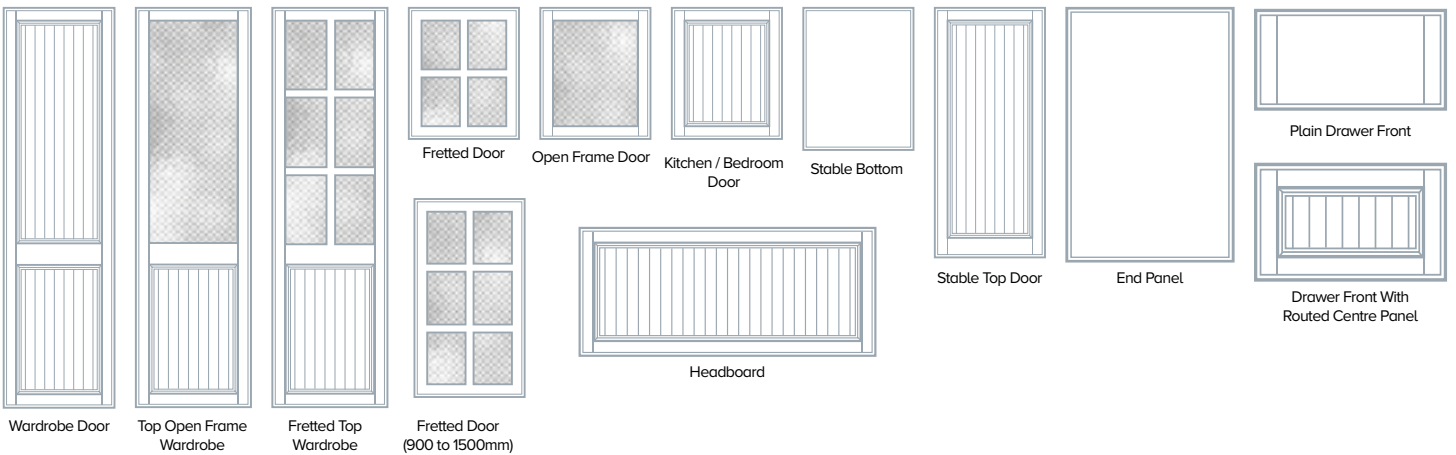 Wardrobe Door
Top Open Frame
Wardrobe
Fretted Top
Wardrobe
Fretted Door
Fretted Door
(900 to 1500mm)
Open Frame Door
Kitchen / Bedroom
Door
Stable Bottom
Headboard
Stable Top Door
End Panel
Plain Drawer Front
Drawer Front With
Routed Centre Panel